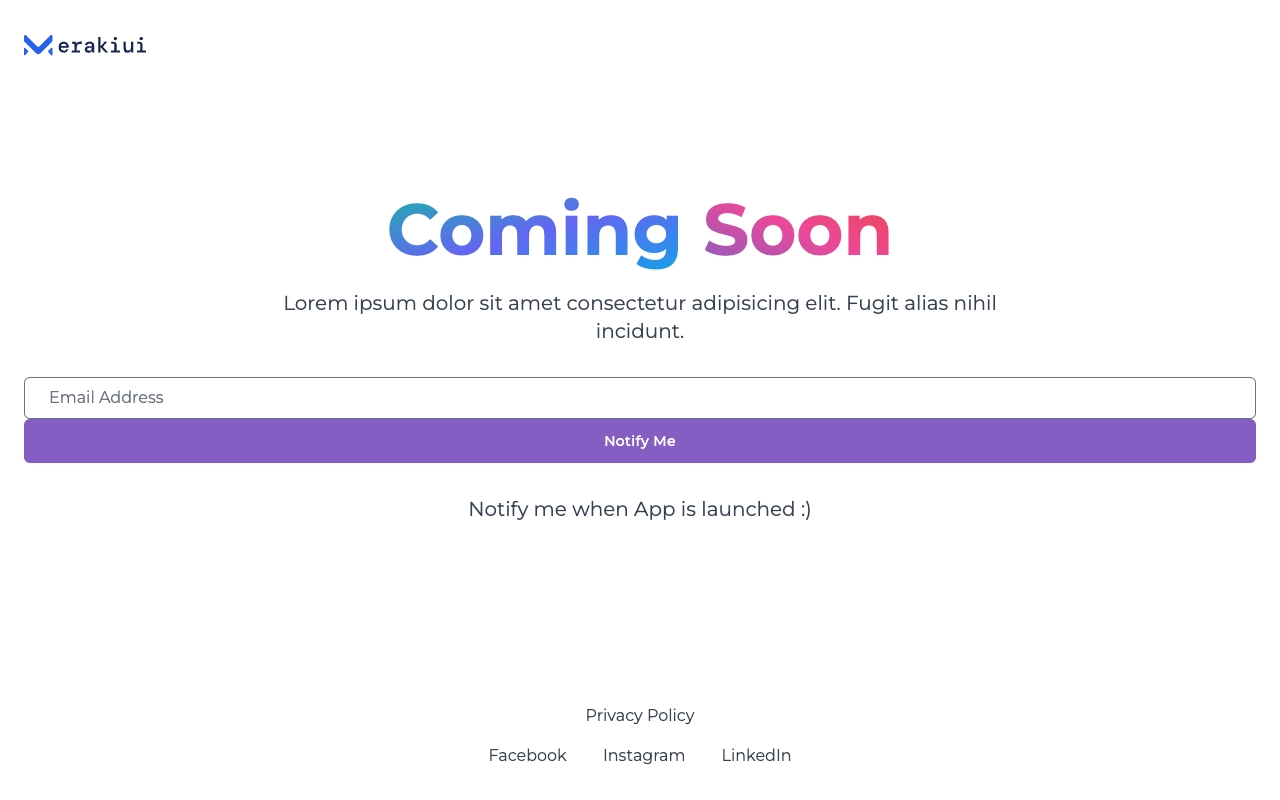 erakiui
Coming Soon
Lorem ipsum dolor sit amet consectetur adipisicing elit. Fugit alias nihil
incidunt.
Email Address
Notify Me
Notify me when App is launched :)
Privacy Policy
Facebook Instagram LinkedIn